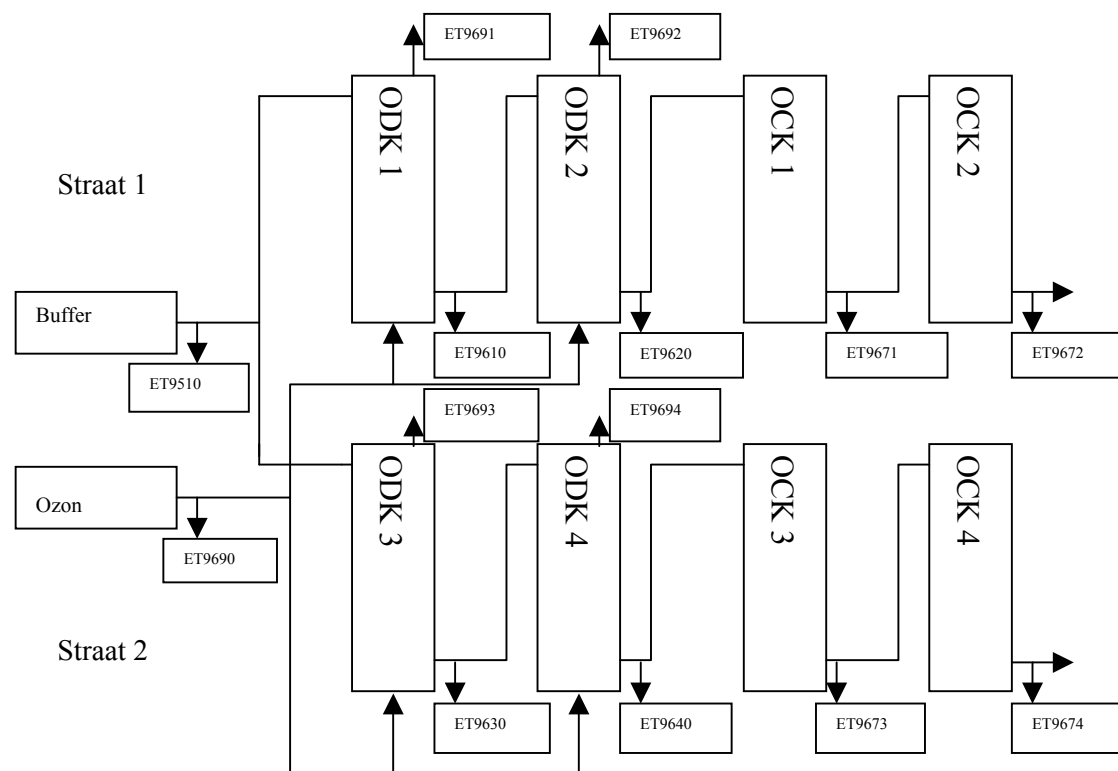 ET9691
ET9692
ODK 1
ODK 2
OCK 1
OCK 2
Straat 1
Buffer
ET9510
ET9610
ET9620
ET9671
ET9672
ET9693
ET9694
ODK 3
ODK 4
OCK 3
OCK 4
Ozon
ET9690
Straat 2
ET9630
ET9640
ET9673
ET9674